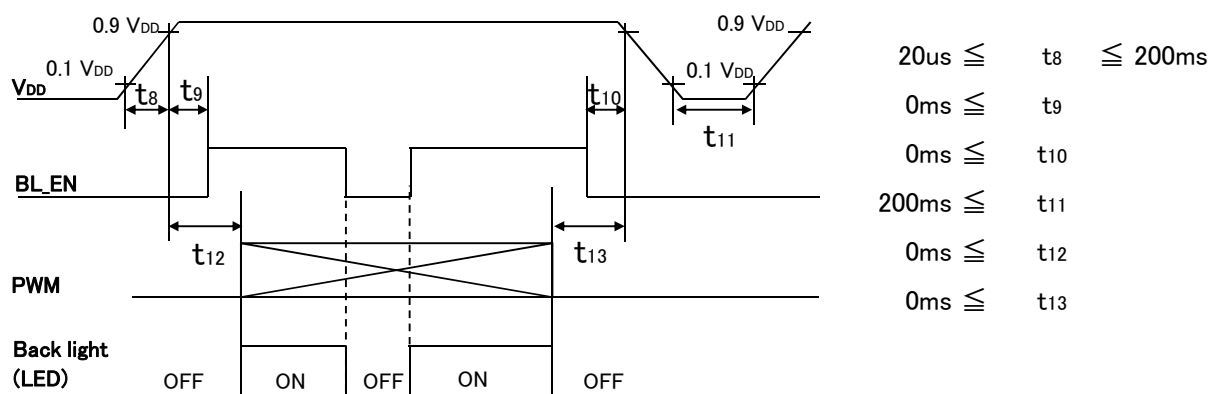 0.9 VDD
0.9 VDD
0.1 VDD
0.1 VDD
VDD
t8
t9
t10
t11
BL_EN
t12
t13
PWM
Back light
(LED)
OFF
ON
OFF
ON
OFF
20us ≦ t8 ≦ 200ms
0ms ≦ t9
0ms ≦ t10
200ms ≦ t11
0ms ≦ t12
0ms ≦ t13